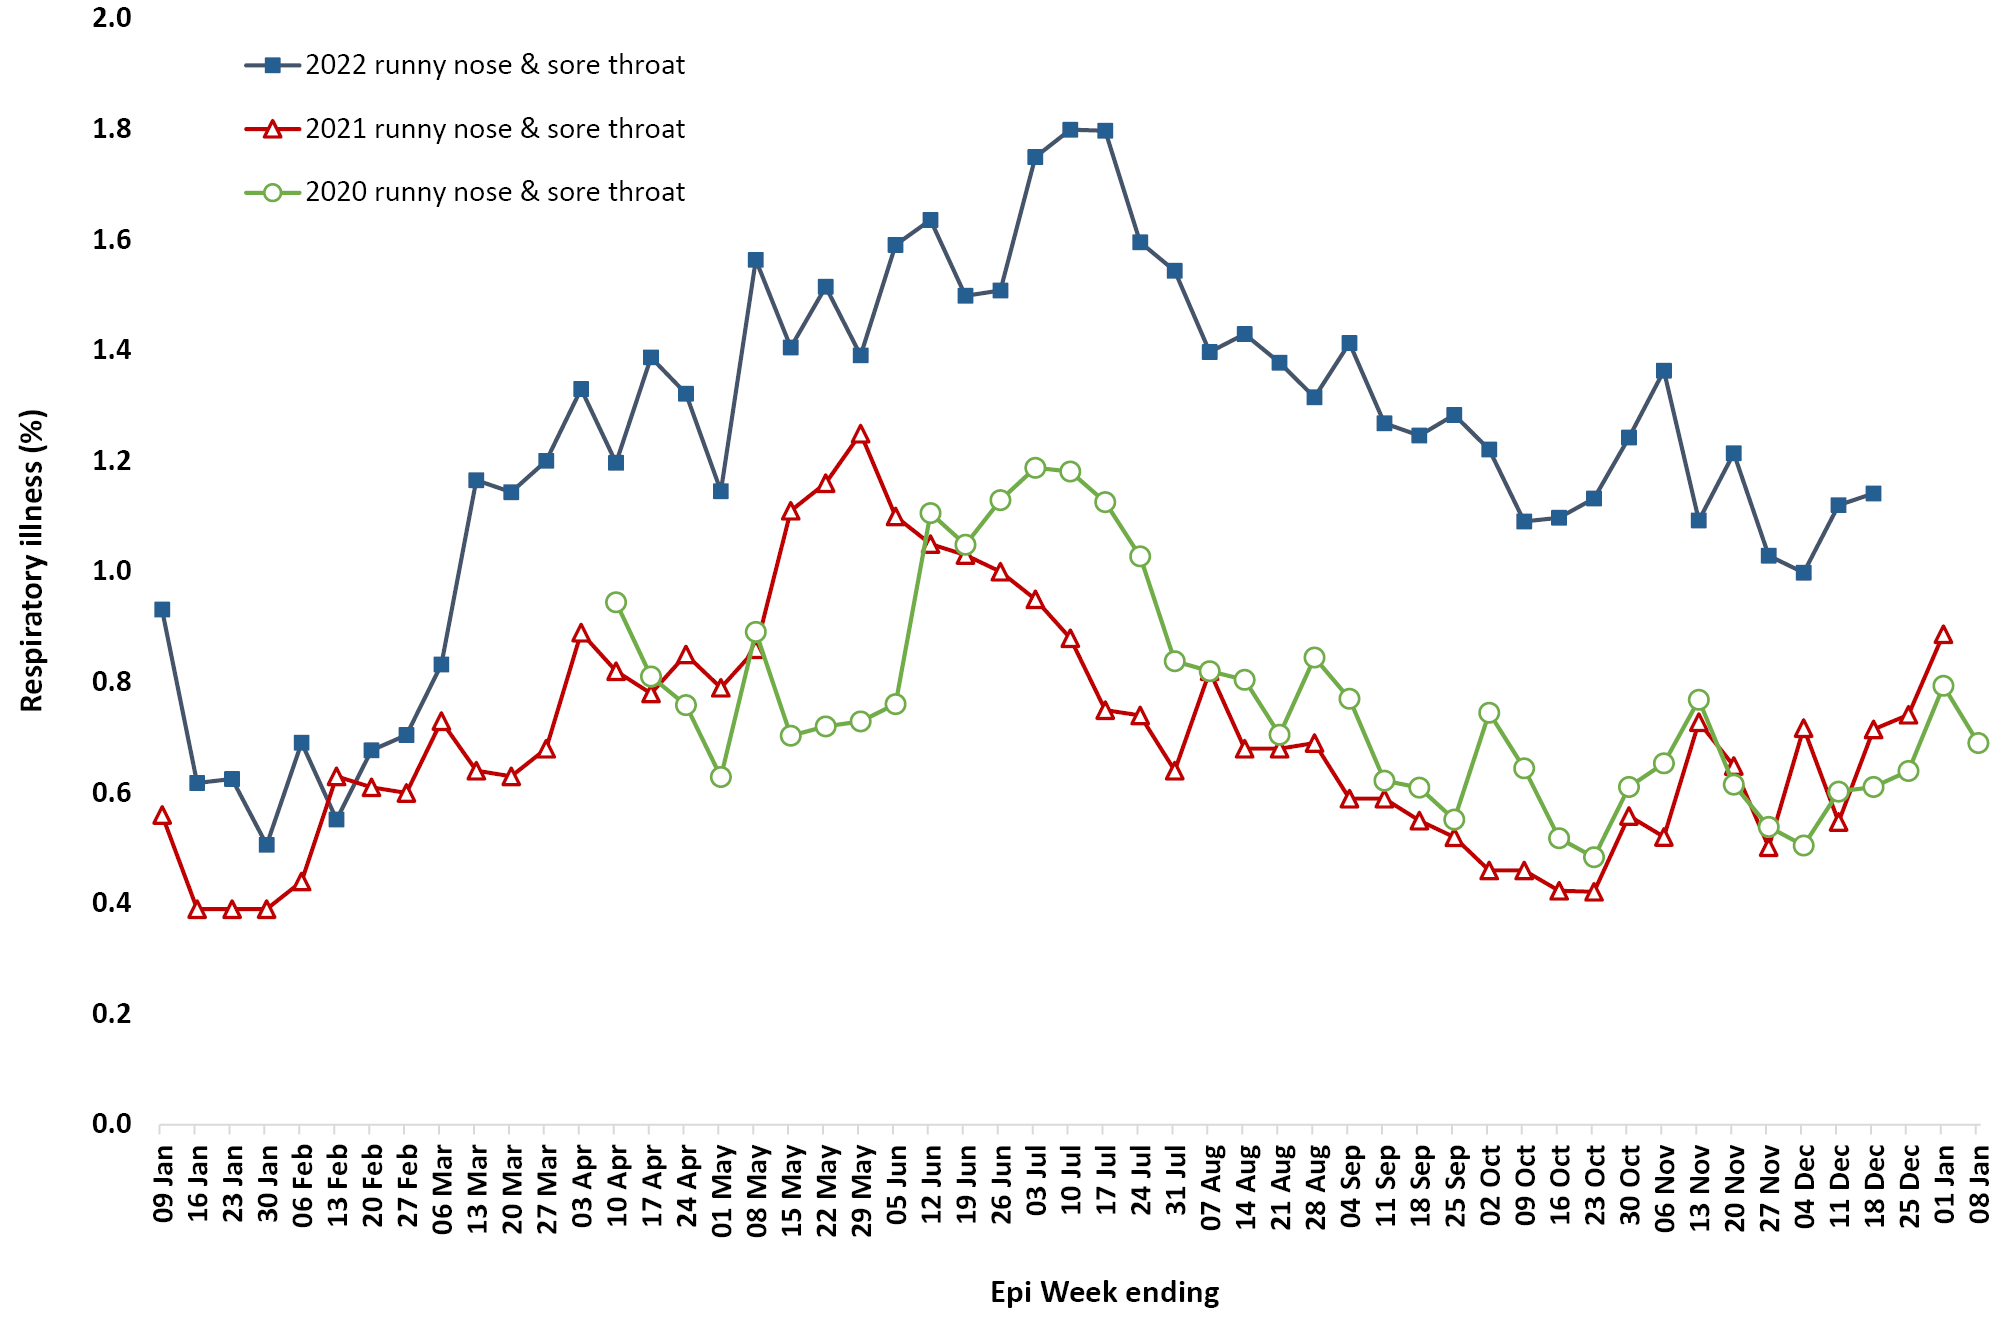 2.0
1.8
1.6
1.4
1.2
1.0
0.8
0.6
0.4
0.2
0.0
Respiratory illness (%)
2022 runny nose & sore throat
2021 runny nose & sore throat
2020 runny nose & sore throat
09 Jan
16 Jan
23 Jan
30 Jan
06 Feb
13 Feb
20 Feb
27 Feb
06 Mar
13 Mar
20 Mar
27 Mar
03 Apr
10 Apr
17 Apr
24 Apr
01 May
08 May
15 May
22 May
29 May
05 Jun
12 Jun
19 Jun
26 Jun
03 Jul
10 Jul
17 Jul
24 Jul
31 Jul
07 Aug
14 Aug
21 Aug
28 Aug
04 Sep
11 Sep
18 Sep
25 Sep
02 Oct
09 Oct
16 Oct
23 Oct
30 Oct
06 Nov
13 Nov
20 Nov
27 Nov
04 Dec
11 Dec
18 Dec
25 Dec
01 Jan
08 Jan
Epi Week ending